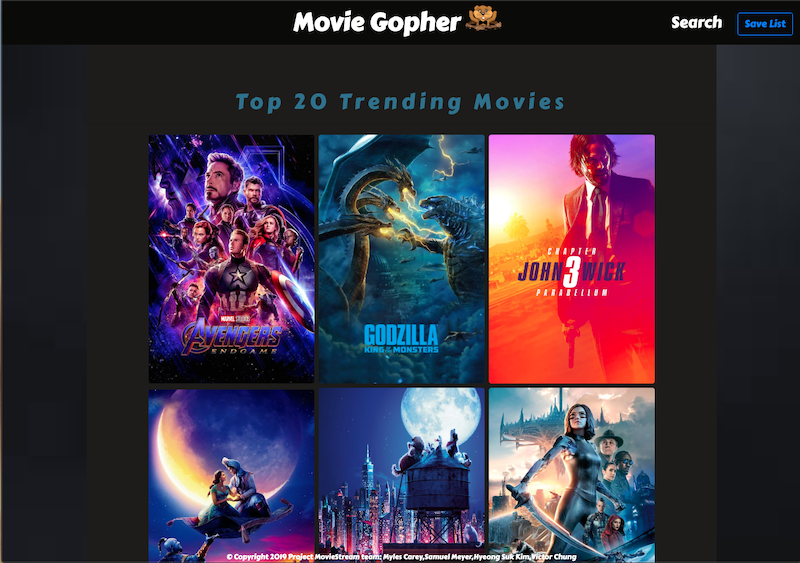 Movie Gopher
Search
Save List
Top 20 Trending Movies
MARVEL STUDIOS
AVENGERS
ENDGAME
GODZILLA
KING OF THE MONSTERS
CHAPTER
JOHN 3 WICK
PARABELLUM
© Copyright 2019 Project MovieStream team: Myles Carey,Samuel Meyer,Hyeong Suk Kim,Victor Chung